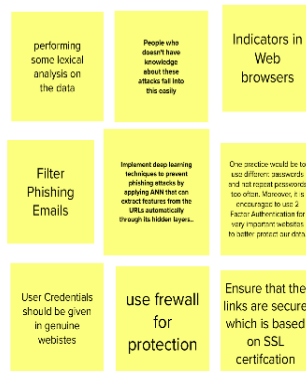 performing
some lexical
analysis on
the data
People who
doesn't have
knowledge
about these
attacks fall into
this easily
Indicators in
Web
browsers
Filter
Phishing
Emails
Implement deep learning
techniques to prevent
phishing attacks by
applying ANN that can
extract features from the
URLs automatically
through its hidden layers...
One practice would be to
use different passwords
and not repeat passwords
too often. Moreover, it is
encouraged to use 2
Factor Authentication for
very important websites
to better protect our data.
User Credentials
should be given
in genuine
webistes
use frewall
for
protection
Ensure that the
links are secure
which is based
on SSL
certifcation